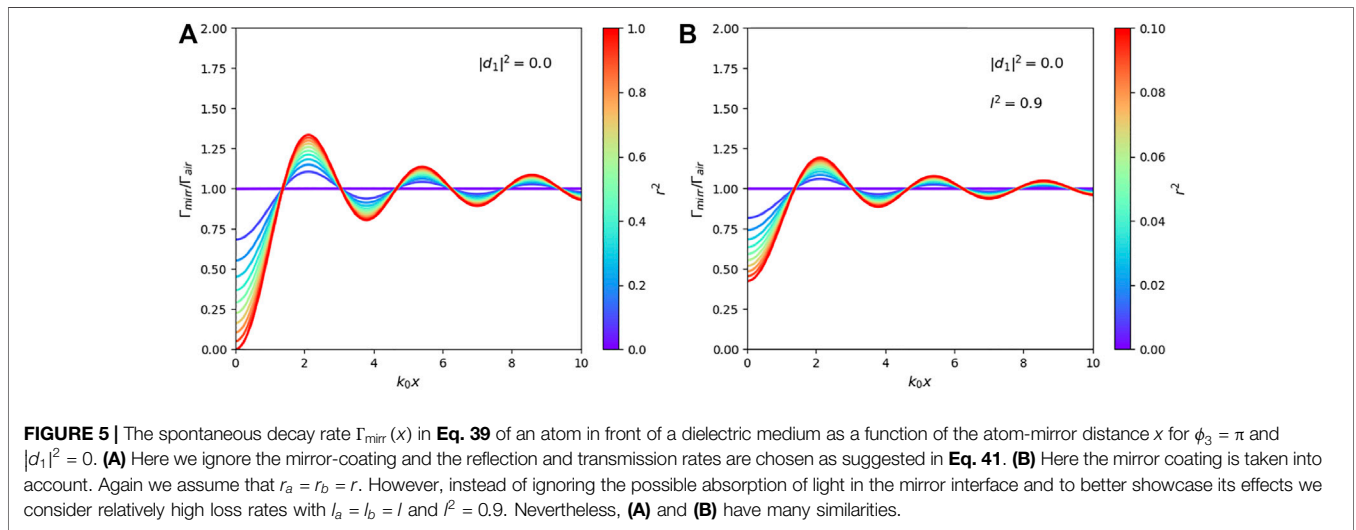 A
2.00
1.75
1.50
1.25
1.00
0.75
0.50
0.25
0.00
Γmirr/Γair
0 2 4 6 8 10
k₀x
|d₁|² = 0.0
1.0
0.8
0.6
0.4
0.2
0.0
r²
B
2.00
1.75
1.50
1.25
1.00
0.75
0.50
0.25
0.00
Γmirr/Γair
0 2 4 6 8 10
k₀x
|d₁|² = 0.0
l² = 0.9
0.10
0.08
0.06
0.04
0.02
0.00
r²
FIGURE 5 | The spontaneous decay rate Γmirr (x) in Eq. 39 of an atom in front of a dielectric medium as a function of the atom-mirror distance x for ϕ₃ = π and
|d₁|² = 0. (A) Here we ignore the mirror-coating and the reflection and transmission rates are chosen as suggested in Eq. 41. (B) Here the mirror coating is taken into
account. Again we assume that rₐ = r_b = r. However, instead of ignoring the possible absorption of light in the mirror interface and to better showcase its effects we
consider relatively high loss rates with lₐ = l_b = l and l² = 0.9. Nevertheless, (A) and (B) have many similarities.